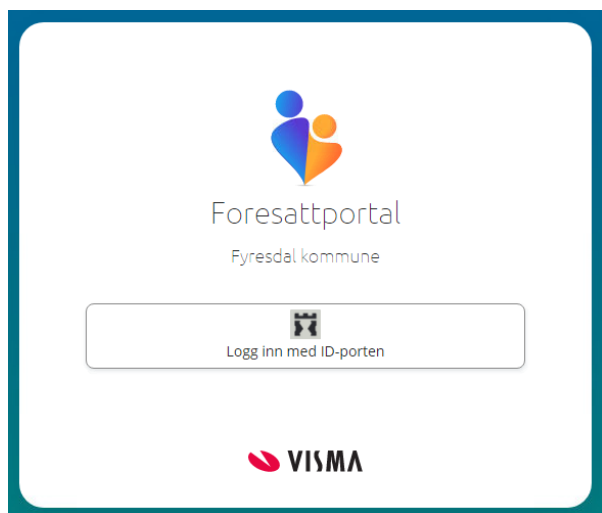 Foresattportal
Fyresdal kommune
Logg inn med ID-porten
VISMA